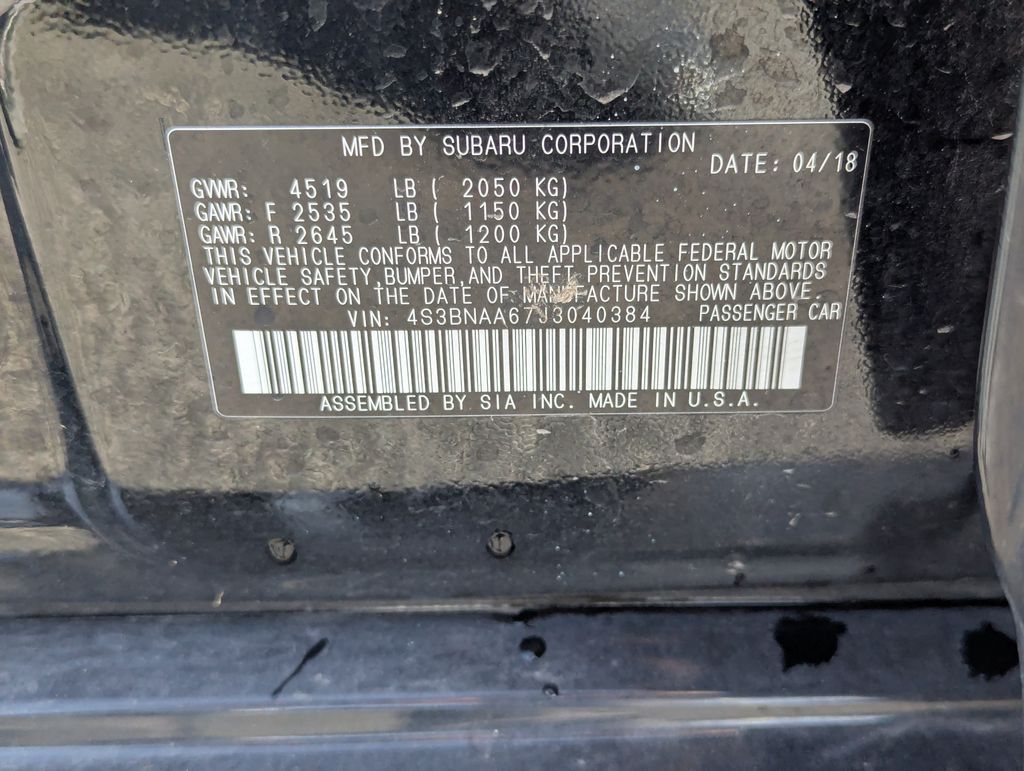 MFD BY SUBARU CORPORATION
DATE: 04/18
GVWR: 4519 LB ( 2050 KG)
GAWR: F 2535 LB ( 1150 KG)
GAWR: R 2645 LB ( 1200 KG)
THIS VEHICLE CONFORMS TO ALL APPLICABLE FEDERAL MOTOR
VEHICLE SAFETY,BUMPER,AND THEFT PREVENTION STANDARDS
IN EFFECT ON THE DATE OF MANUFACTURE SHOWN ABOVE.
VIN: 4S3BNAA67J3040384 PASSENGER CAR
ASSEMBLED BY SIA INC. MADE IN U.S.A.